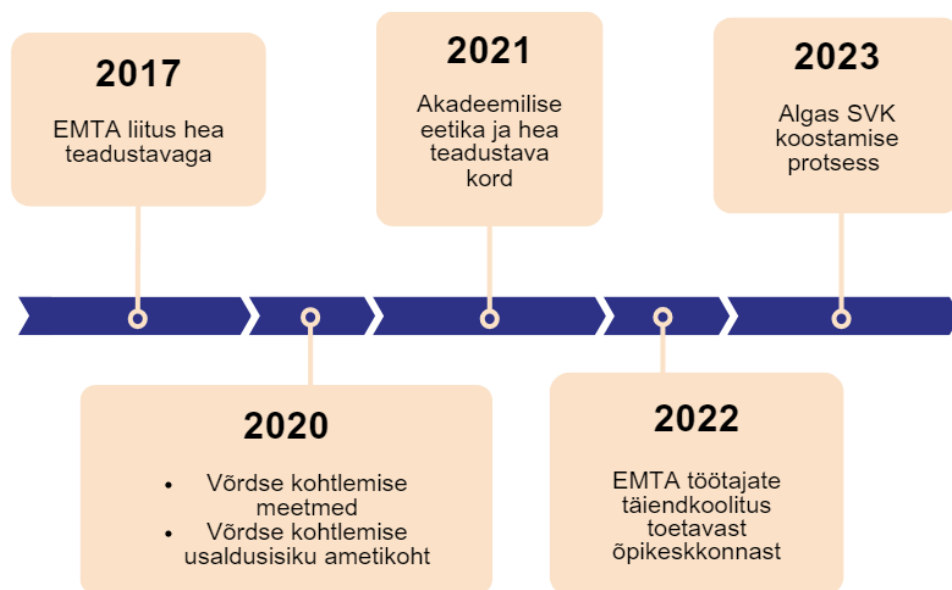 2017
EMTA liitus hea
teadustavaga
2020
• Võrdse kohtlemise
meetmed
• Võrdse kohtlemise
usaldusisiku ametikoht
2021
Akadeemilise
eetika ja hea
teadustava
kord
2022
EMTA töötajate
täiendkoolitus
toetavast
õpikeskkonnast
2023
Algas SVK
koostamise
protsess